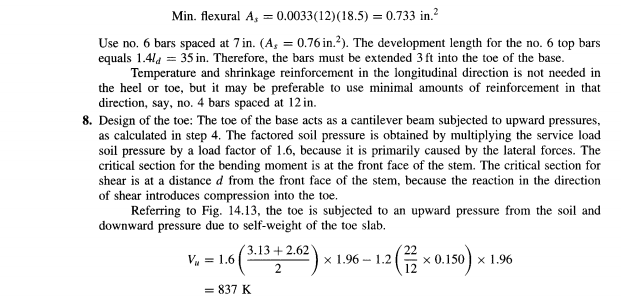 Min. flexural A_s = 0.0033(12)(18.5) = 0.733 in.²
Use no. 6 bars spaced at 7 in. (A_s = 0.76 in.²). The development length for the no. 6 top bars
equals 1.4l_d = 35 in. Therefore, the bars must be extended 3 ft into the toe of the base.
Temperature and shrinkage reinforcement in the longitudinal direction is not needed in
the heel or toe, but it may be preferable to use minimal amounts of reinforcement in that
direction, say, no. 4 bars spaced at 12 in.
8. Design of the toe: The toe of the base acts as a cantilever beam subjected to upward pressures,
as calculated in step 4. The factored soil pressure is obtained by multiplying the service load
soil pressure by a load factor of 1.6, because it is primarily caused by the lateral forces. The
critical section for the bending moment is at the front face of the stem. The critical section for
shear is at a distance d from the front face of the stem, because the reaction in the direction
of shear introduces compression into the toe.
Referring to Fig. 14.13, the toe is subjected to an upward pressure from the soil and
downward pressure due to self-weight of the toe slab.
V_u = 1.6 ((3.13 + 2.62)/2) × 1.96 − 1.2 (22/12 × 0.150) × 1.96
= 837 K